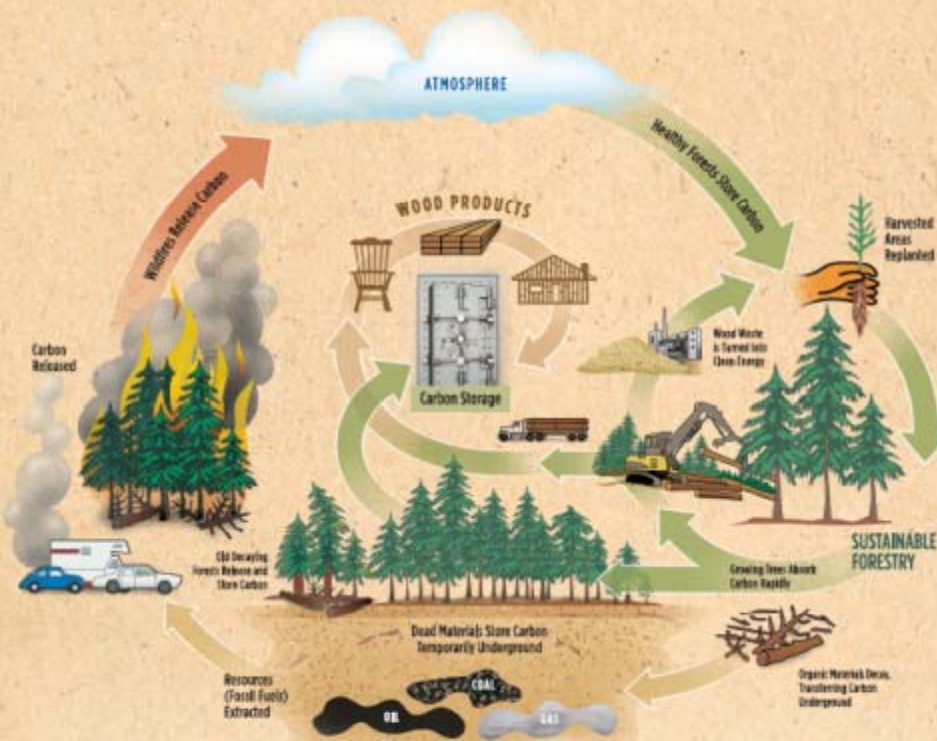 ATMOSPHERE
Wildfires Release Carbon
Healthy Forests Store Carbon
WOOD PRODUCTS
Harvested
Areas
Replanted
Wood Waste
is Turned Into
Clean Energy
Carbon
Released
Carbon Storage
Old Decaying
Forests Release and
Store Carbon
SUSTAINABLE
FORESTRY
Growing Trees Absorb
Carbon Rapidly
Dead Materials Store Carbon
Temporarily Underground
Organic Materials Decay,
Transferring Carbon
Underground
Resources
(Fossil Fuels)
Extracted
COAL
OIL
GAS